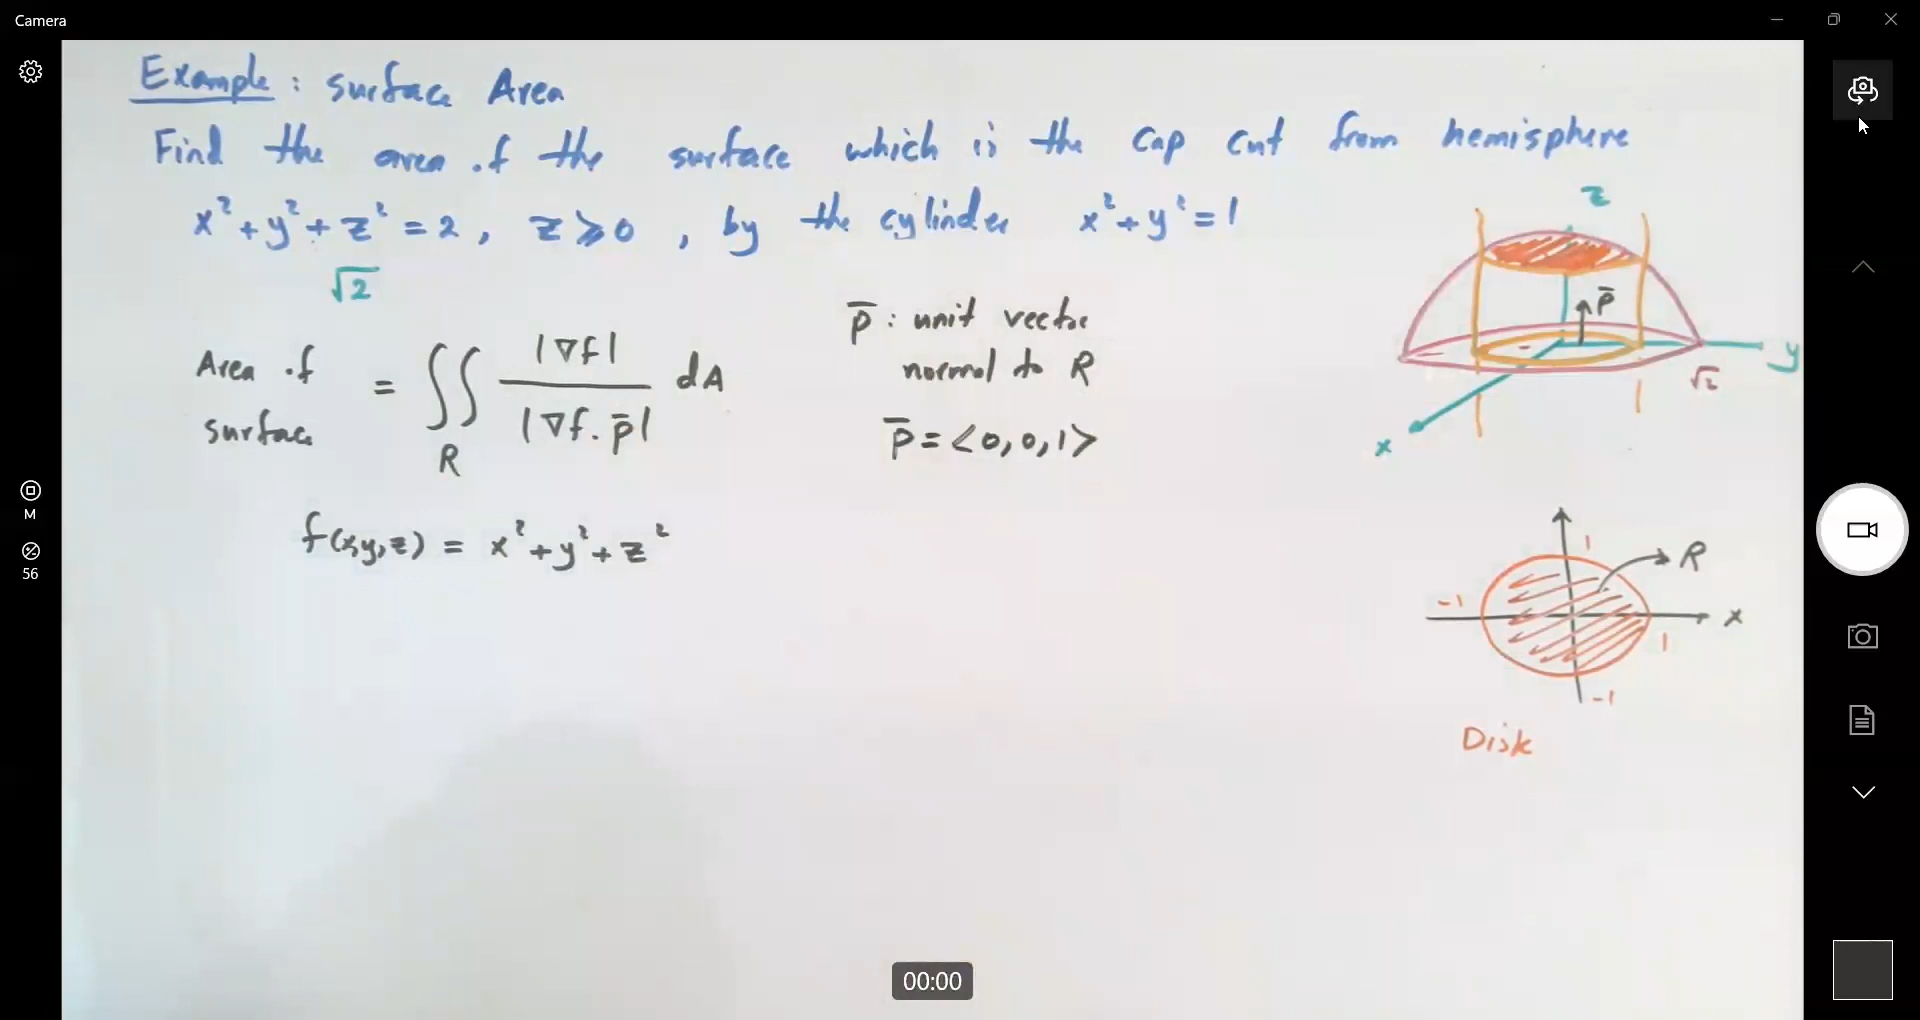 Camera
Example : surface Area
Find the area of the surface which is the cap cut from hemisphere
x² + y² + z² = 2 , z ⩾ 0 , by the cylinder x² + y² = 1
√2
Area of surface = ∬_R |∇f| / |∇f . p̄| dA
p̄ : unit vector
normal to R
p̄ = <0, 0, 1>
f(x,y,z) = x² + y² + z²
z
p̄
y
√2
x
1
R
-1
x
1
-1
Disk
M
56
00:00